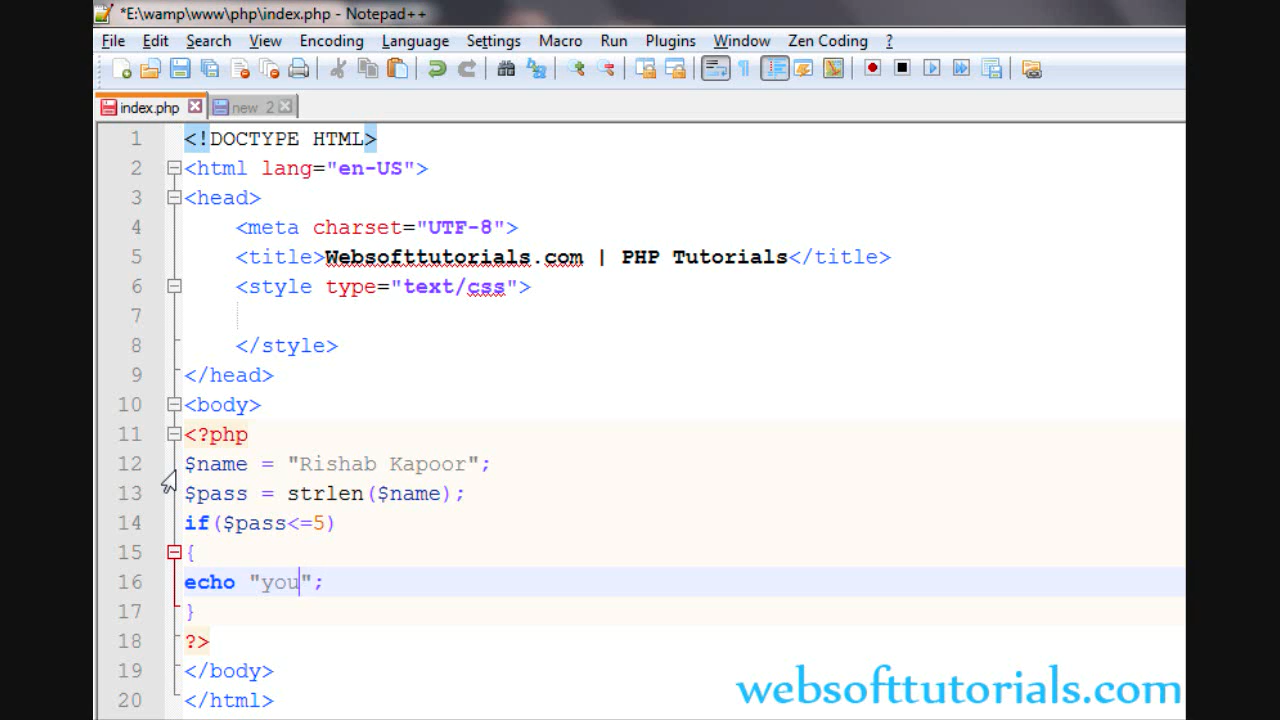 *E:\wamp\www\php\index.php - Notepad++
File Edit Search View Encoding Language Settings Macro Run Plugins Window Zen Coding ?
index.php new 2
1 <!DOCTYPE HTML>
2 <html lang="en-US">
3 <head>
4 <meta charset="UTF-8">
5 <title>Websofttutorials.com | PHP Tutorials</title>
6 <style type="text/css">
7
8 </style>
9 </head>
10 <body>
11 <?php
12 $name = "Rishab Kapoor";
13 $pass = strlen($name);
14 if($pass<=5)
15 {
16 echo "you";
17 }
18 ?>
19 </body>
20 </html>
websofttutorials.com